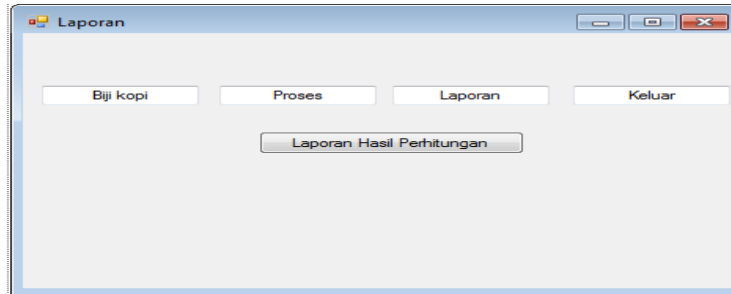 Laporan
Biji kopi Proses Laporan Keluar
Laporan Hasil Perhitungan